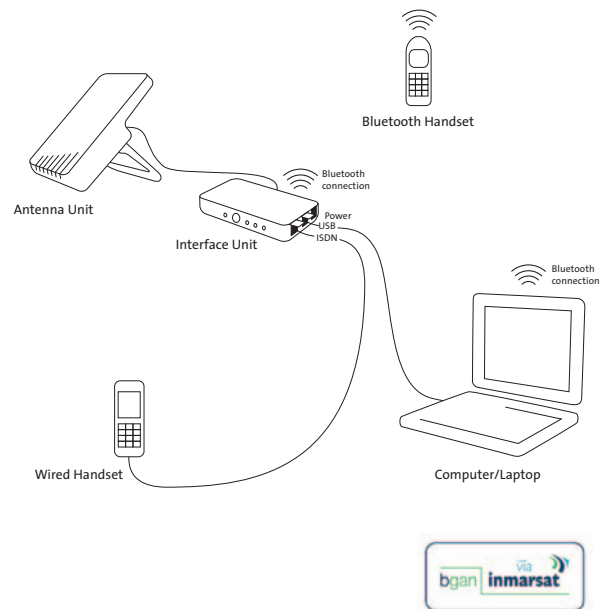 Bluetooth Handset
Bluetooth
connection
Antenna Unit
Power
USB
ISDN
Interface Unit
Bluetooth
connection
Wired Handset
Computer/Laptop
via
bgan inmarsat